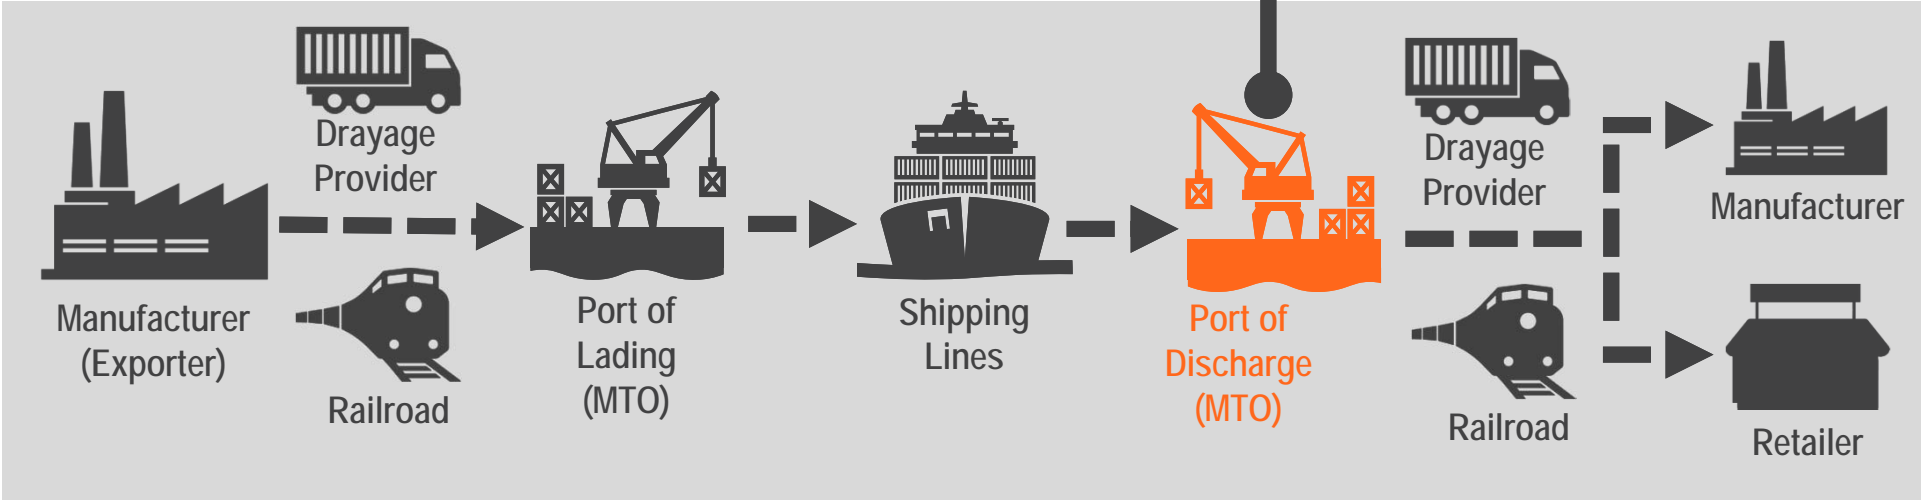 Drayage
Provider
Manufacturer
(Exporter)
Railroad
Port of
Lading
(MTO)
Shipping
Lines
Port of
Discharge
(MTO)
Drayage
Provider
Railroad
Manufacturer
Retailer